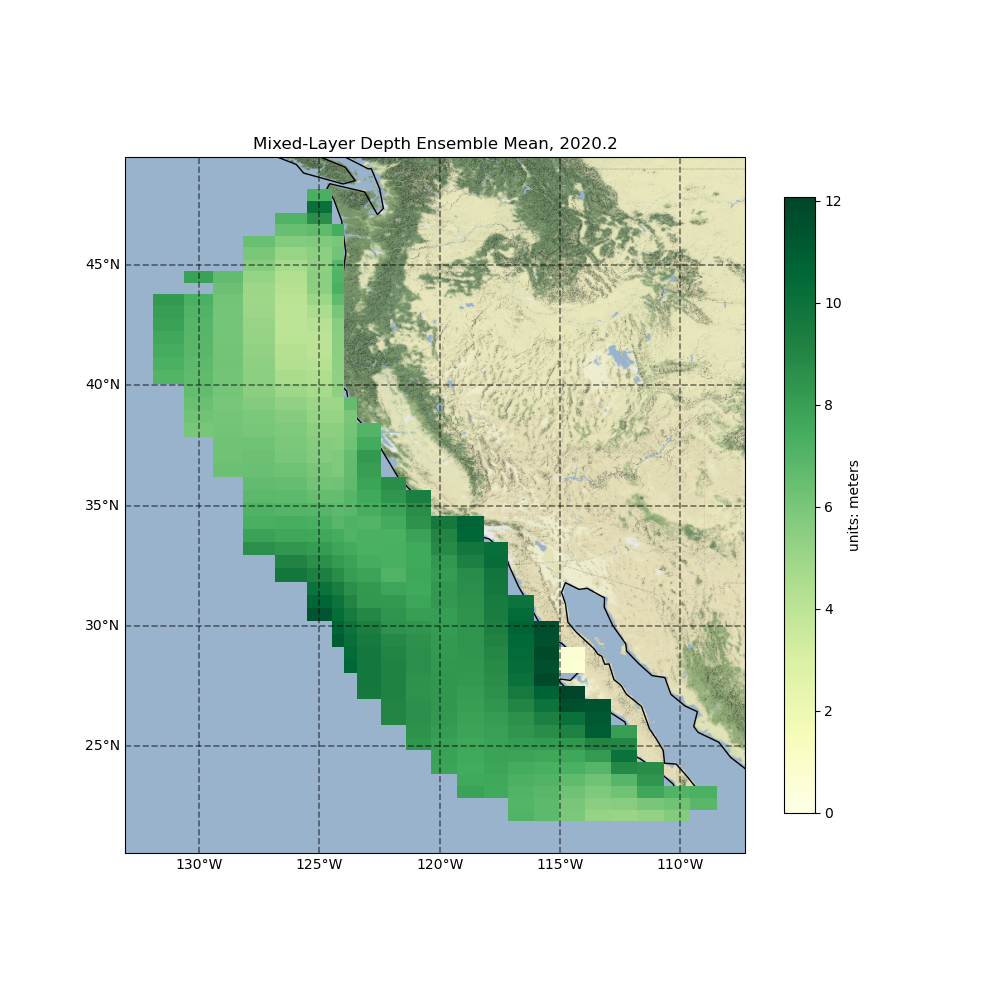 Mixed-Layer Depth Ensemble Mean, 2020.2
45°N
40°N
35°N
30°N
25°N
130°W
125°W
120°W
115°W
110°W
12
10
8
6
4
2
0
units: meters